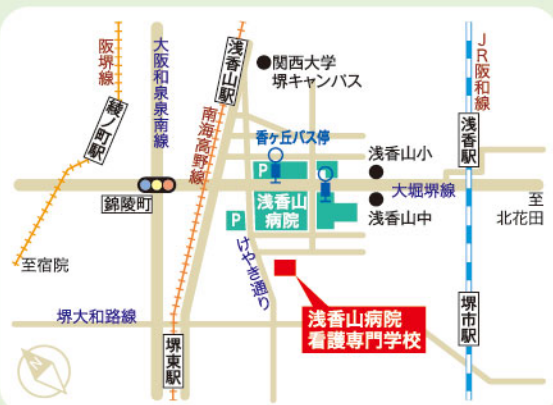 阪堺線
綾ノ町駅
至宿院
大阪和泉泉南線
錦陵町
堺大和路線
堺東駅
浅香山駅
南海高野線
関西大学
堺キャンパス
香ヶ丘バス停
P
浅香山
病院
P
けやき通り
浅香山病院
看護専門学校
浅香山小
大堀堺線
浅香山中
JR阪和線
浅香駅
堺市駅
至
北花田
N